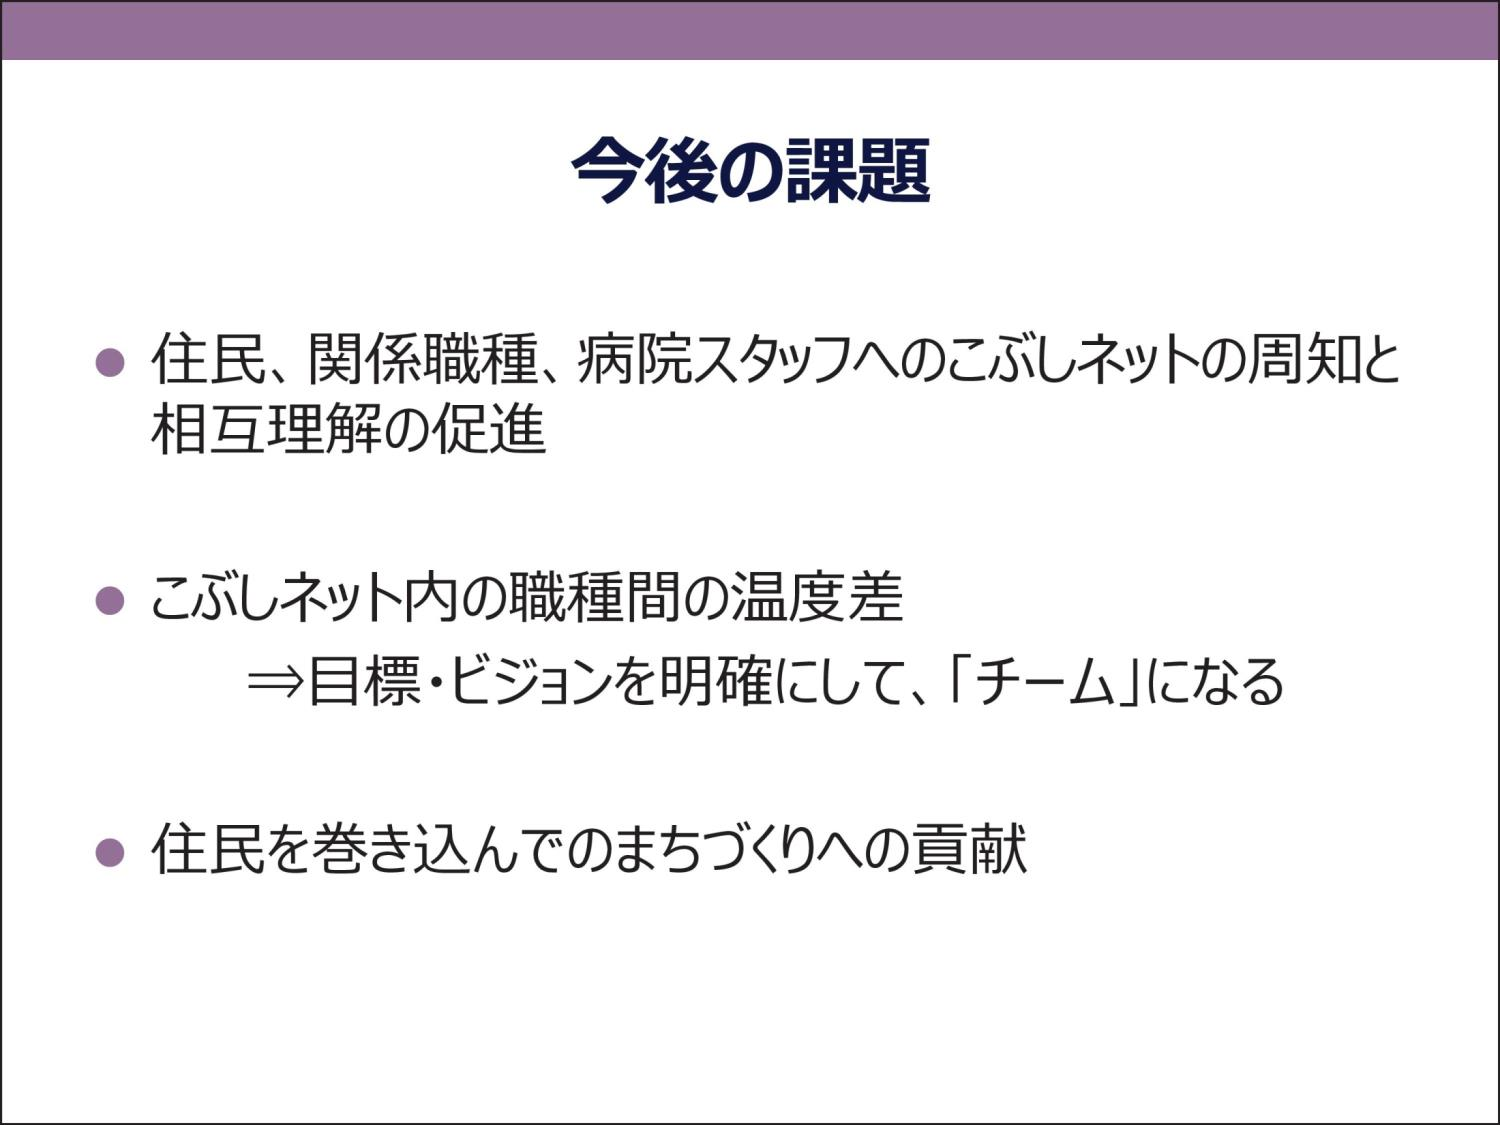 今後の課題
● 住民、関係職種、病院スタッフへのこぶしネットの周知と
相互理解の促進
● こぶしネット内の職種間の温度差
⇒目標・ビジョンを明確にして、「チーム」になる
● 住民を巻き込んでのまちづくりへの貢献